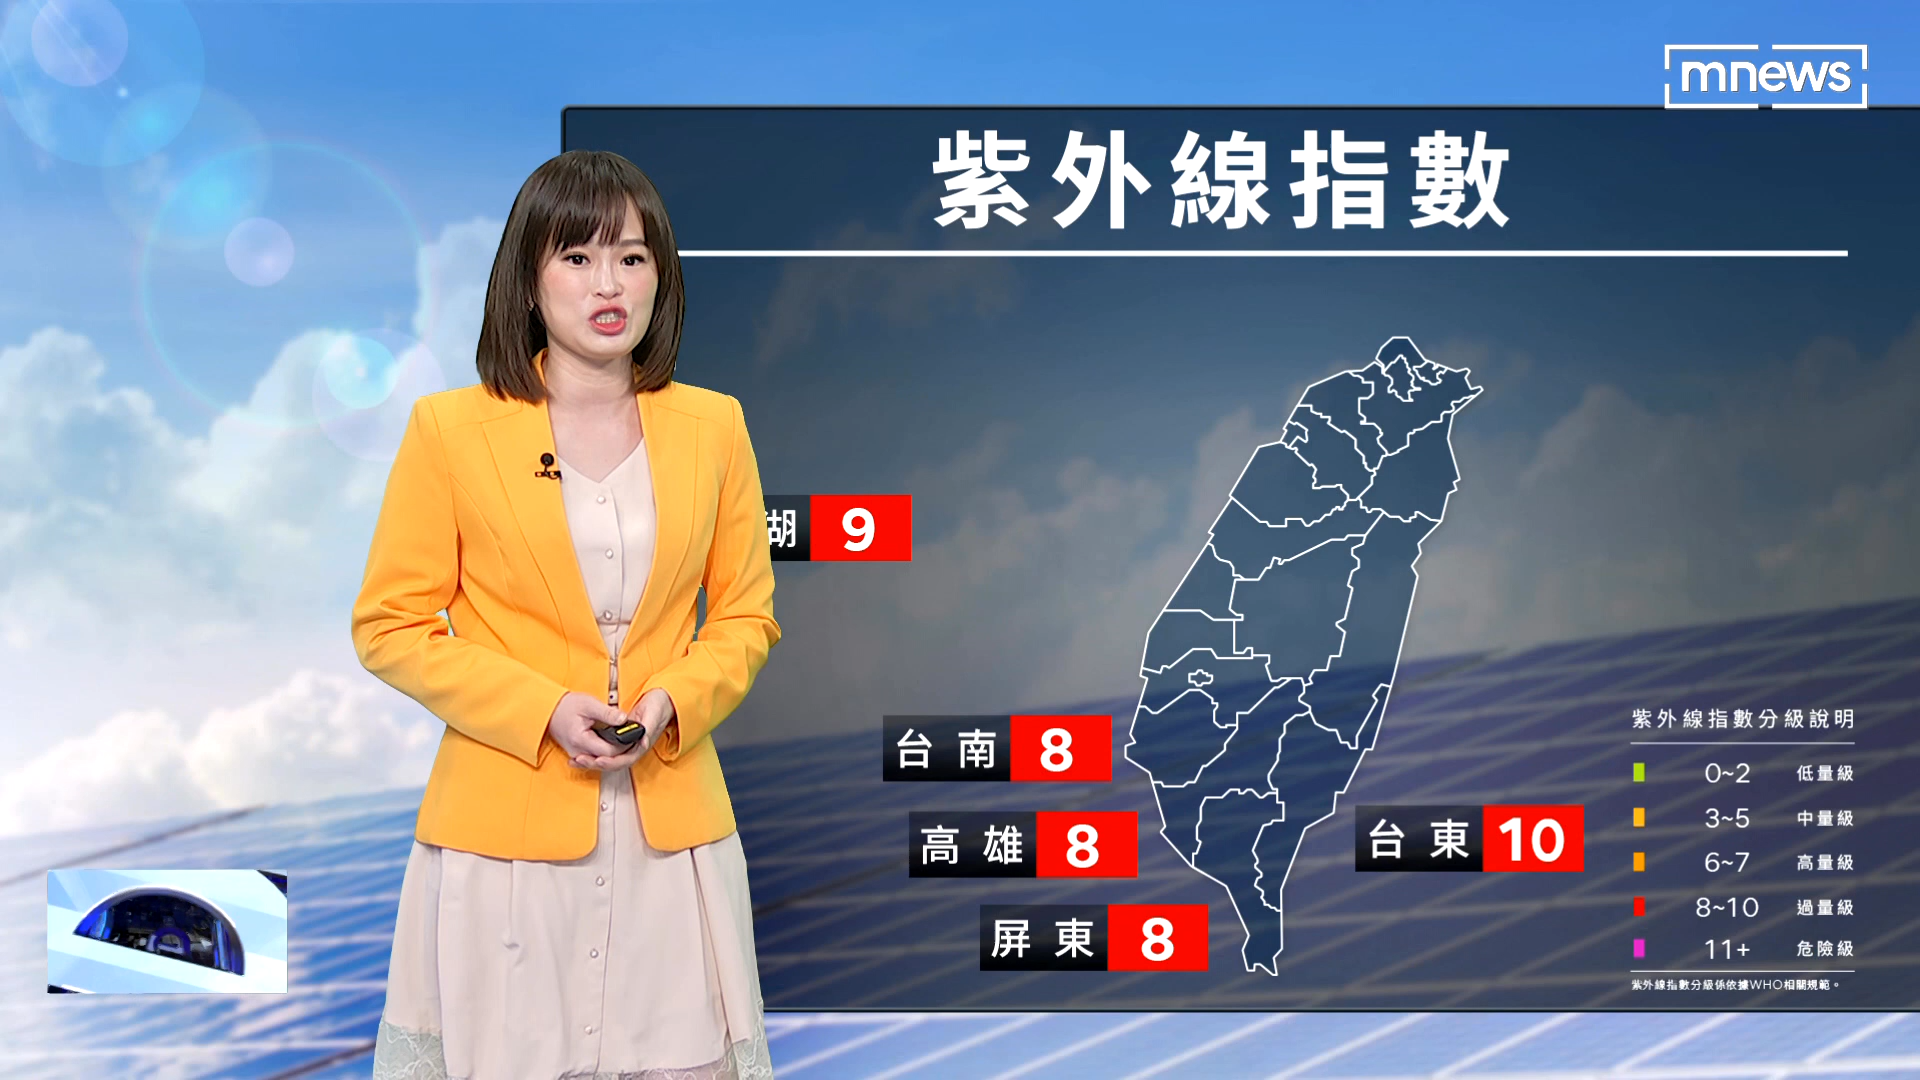 mnews
紫外線指數
湖 9
台南 8
高雄 8
屏東 8
台東 10
紫外線指數分級說明
0~2 低量級
3~5 中量級
6~7 高量級
8~10 過量級
11+ 危險級
紫外線指數分級係依據WHO相關規範。